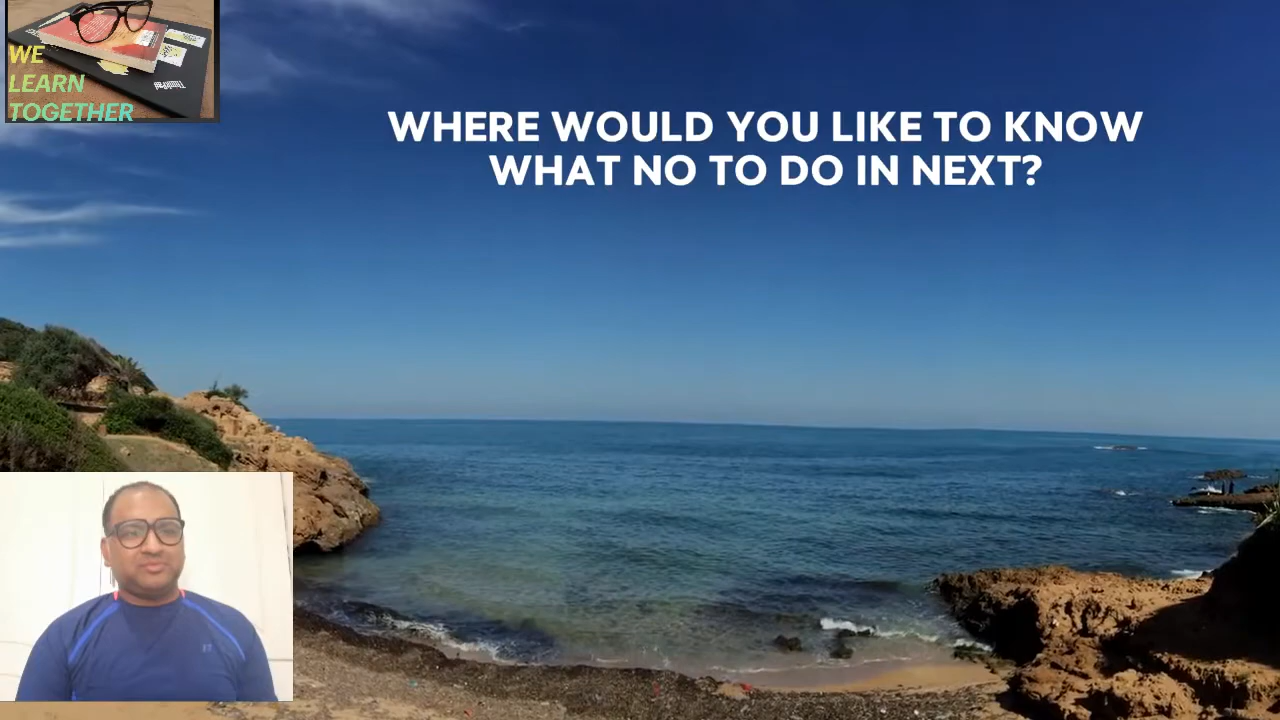 WE
LEARN
TOGETHER
WHERE WOULD YOU LIKE TO KNOW
WHAT NO TO DO IN NEXT?